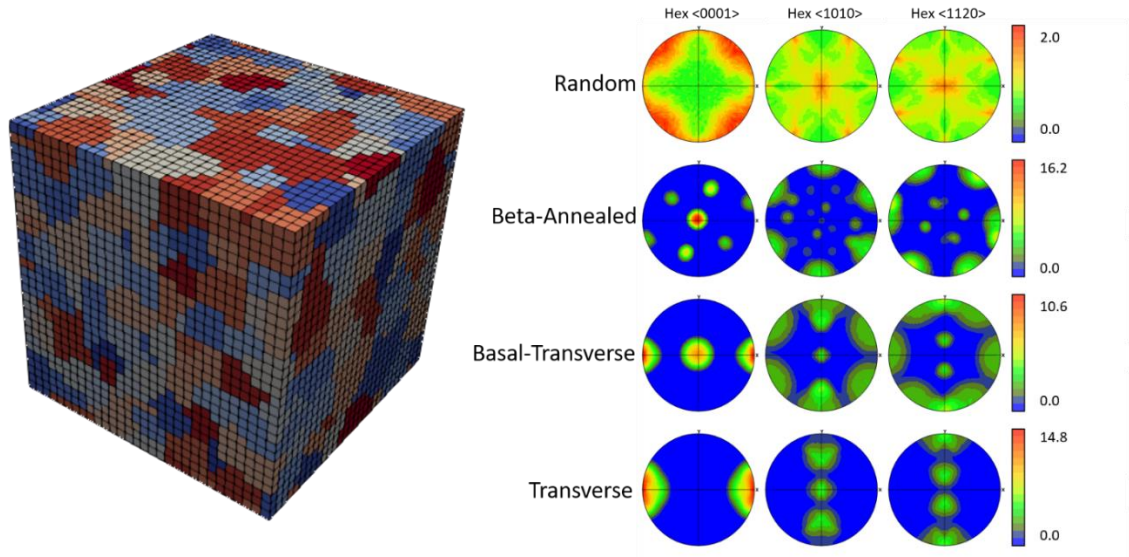 Hex <0001> Hex <1010> Hex <1120>
Random
2.0
0.0
Beta-Annealed
16.2
0.0
Basal-Transverse
10.6
0.0
Transverse
14.8
0.0